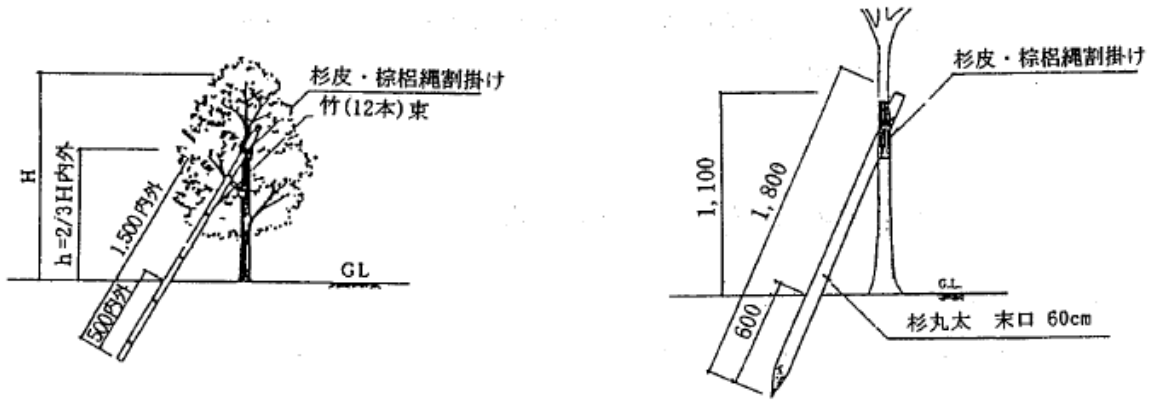 杉皮・棕梠縄割掛け
竹(12本)束
H
h=2/3H内外
1.500内外
500内外
GL
杉皮・棕梠縄割掛け
1,100
1,800
600
G.L.
杉丸太 末口 60cm